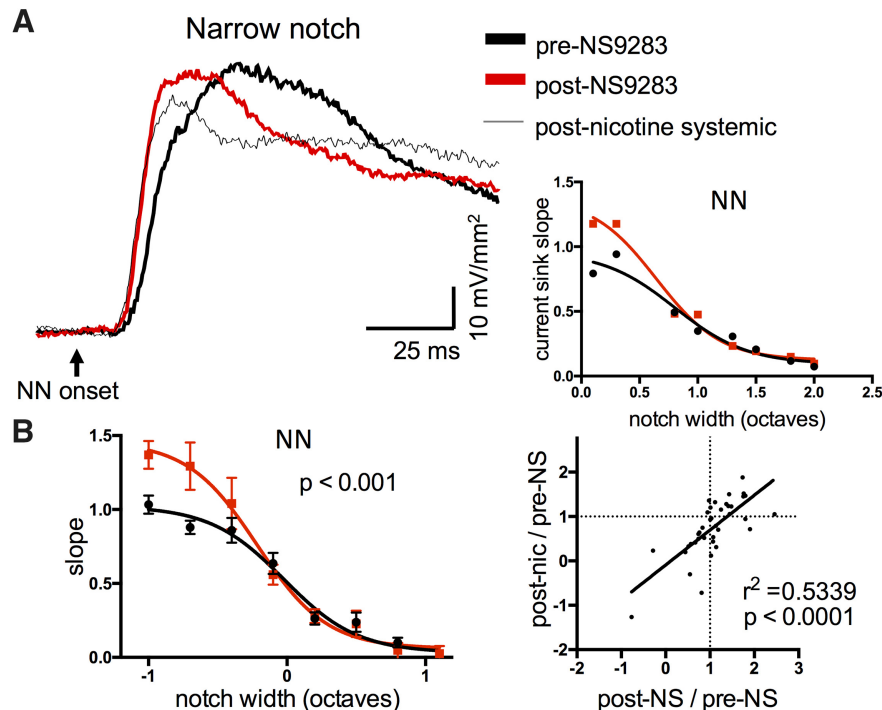 A
Narrow notch
pre-NS9283
post-NS9283
post-nicotine systemic
10 mV/mm²
25 ms
NN onset
NN
1.5
1.0
0.5
0.0
current sink slope
0.0 0.5 1.0 1.5 2.0 2.5
notch width (octaves)
B
NN
p < 0.001
1.5
1.0
0.5
0.0
slope
-1 0 1
notch width (octaves)
2
1
0
-1
-2
post-nic / pre-NS
r² =0.5339
p < 0.0001
-2 -1 0 1 2 3
post-NS / pre-NS